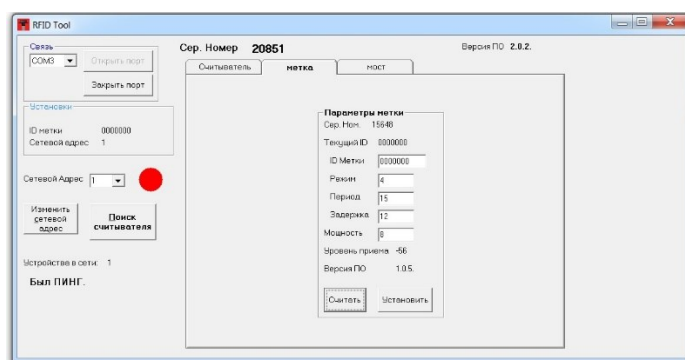 RFID Tool
Связь
COM3
Открыть порт
Закрыть порт
Установки
ID метки 0000000
Сетевой адрес 1
Сетевой Адрес 1
Изменить сетевой адрес
Поиск считывателя
Устройств в сети: 1
Был ПИНГ.
Сер. Номер 20851
Версия ПО 2.0.2.
Считыватель метка мост
Параметры метки
Сер. Ном. 15648
Текущий ID 0000000
ID Метки 0000000
Режим 4
Период 15
Задержка 12
Мощность 8
Уровень приема -56
Версия ПО 1.0.5.
Считать Установить